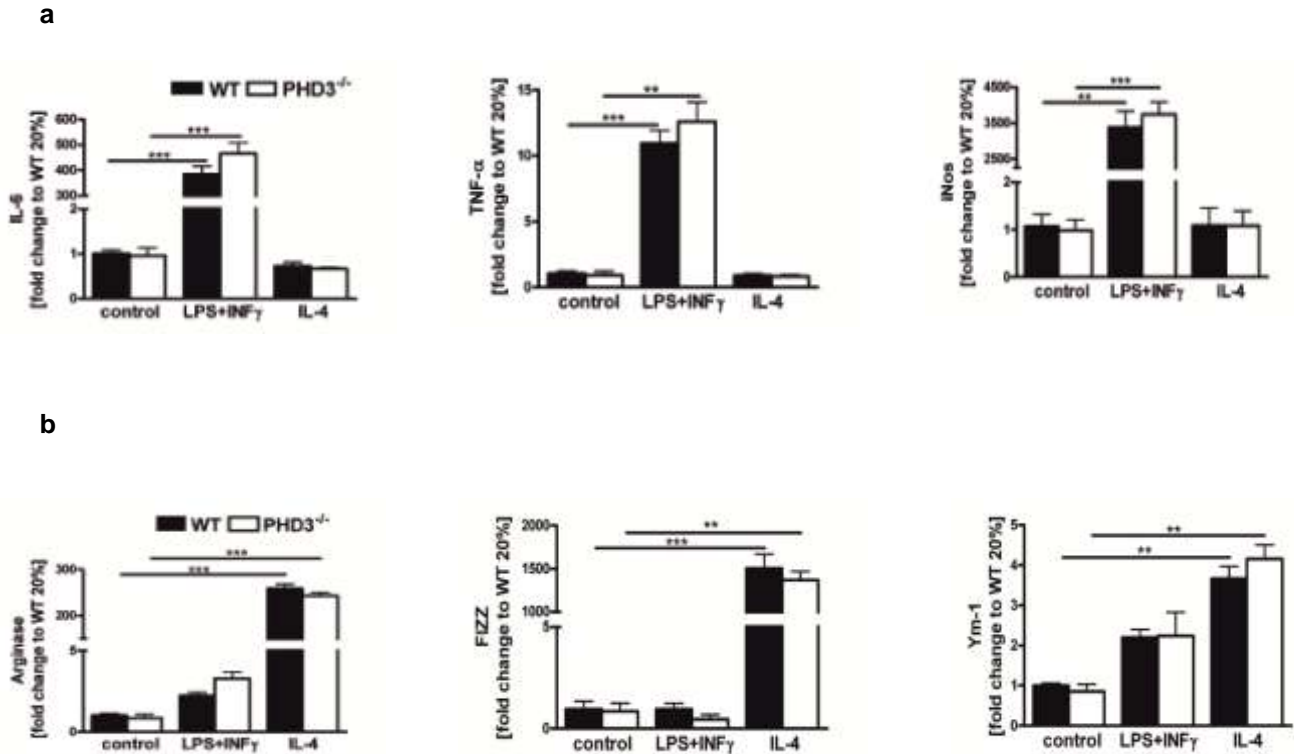 a
WT PHD3-/-
IL-6
[fold change to WT 20%]
600
500
400
300
2
1
0
***
***
control LPS+INFγ IL-4
TNF-α
[fold change to WT 20%]
15
10
5
0
**
***
control LPS+INFγ IL-4
iNos
[fold change to WT 20%]
4500
3500
2500
2
1
0
***
**
control LPS+INFγ IL-4
b
WT PHD3-/-
Arginase
[fold change to WT 20%]
300
200
5
0
***
***
control LPS+INFγ IL-4
FIZZ
[fold change to WT 20%]
2000
1500
1000
5
0
**
***
control LPS+INFγ IL-4
Ym-1
[fold change to WT 20%]
5
4
3
2
1
0
**
**
control LPS+INFγ IL-4